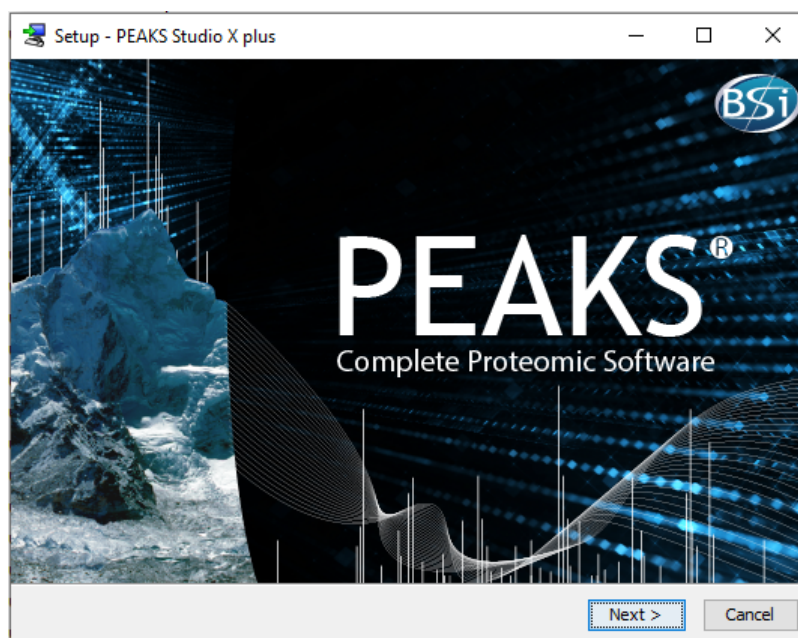 Setup - PEAKS Studio X plus
BSi
PEAKS®
Complete Proteomic Software
Next >
Cancel